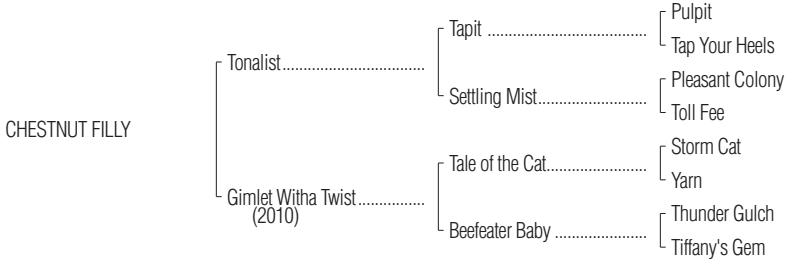 Pulpit
Tapit ......................................
Tap Your Heels
Tonalist..................................
Pleasant Colony
Settling Mist..........................
Toll Fee
CHESTNUT FILLY
Storm Cat
Tale of the Cat........................
Yarn
Gimlet Witha Twist................
(2010)
Thunder Gulch
Beefeater Baby ......................
Tiffany's Gem